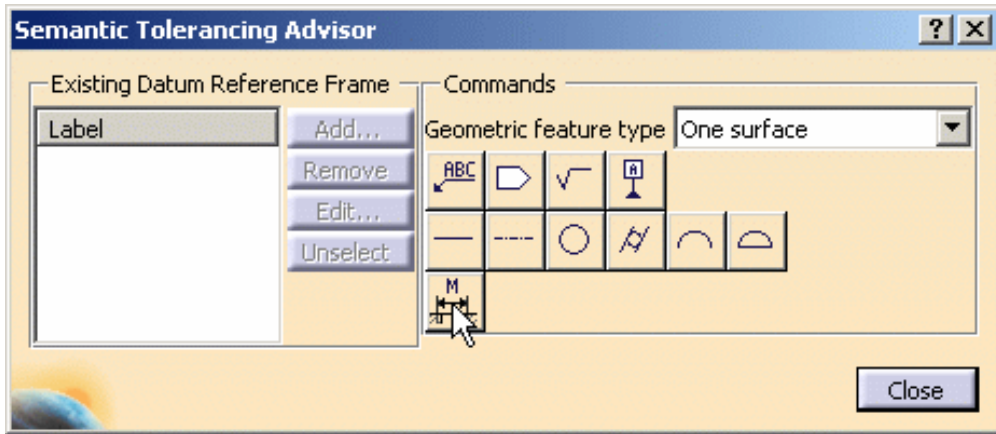 Semantic Tolerancing Advisor
Existing Datum Reference Frame
Label
Add...
Remove
Edit...
Unselect
Commands
Geometric feature type One surface
ABC
A
M
Close